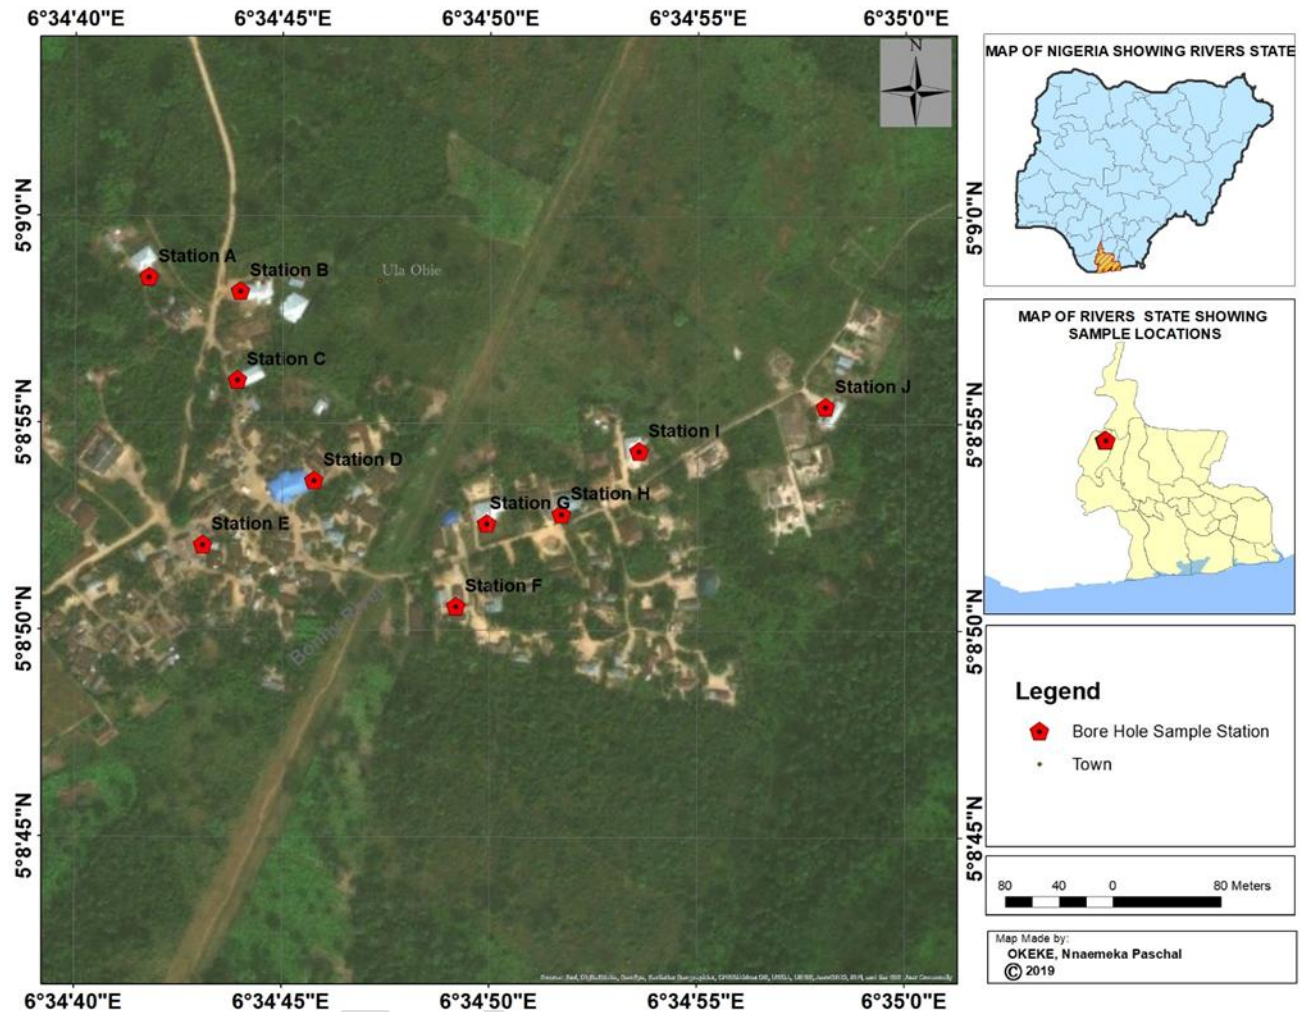 6°34'40"E 6°34'45"E 6°34'50"E 6°34'55"E 6°35'0"E
5°9'0"N
5°8'55"N
5°8'50"N
5°8'45"N
N
Station A
Station B
Ula Obie
Station C
Station J
Station I
Station D
Station H
Station G
Station E
Station F
Bonny River
5°9'0"N
5°8'55"N
5°8'50"N
5°8'45"N
6°34'40"E 6°34'45"E 6°34'50"E 6°34'55"E 6°35'0"E
MAP OF NIGERIA SHOWING RIVERS STATE
MAP OF RIVERS STATE SHOWING
SAMPLE LOCATIONS
Legend
Bore Hole Sample Station
Town
80 40 0 80 Meters
Map Made by:
OKEKE, Nnaemeka Paschal
© 2019